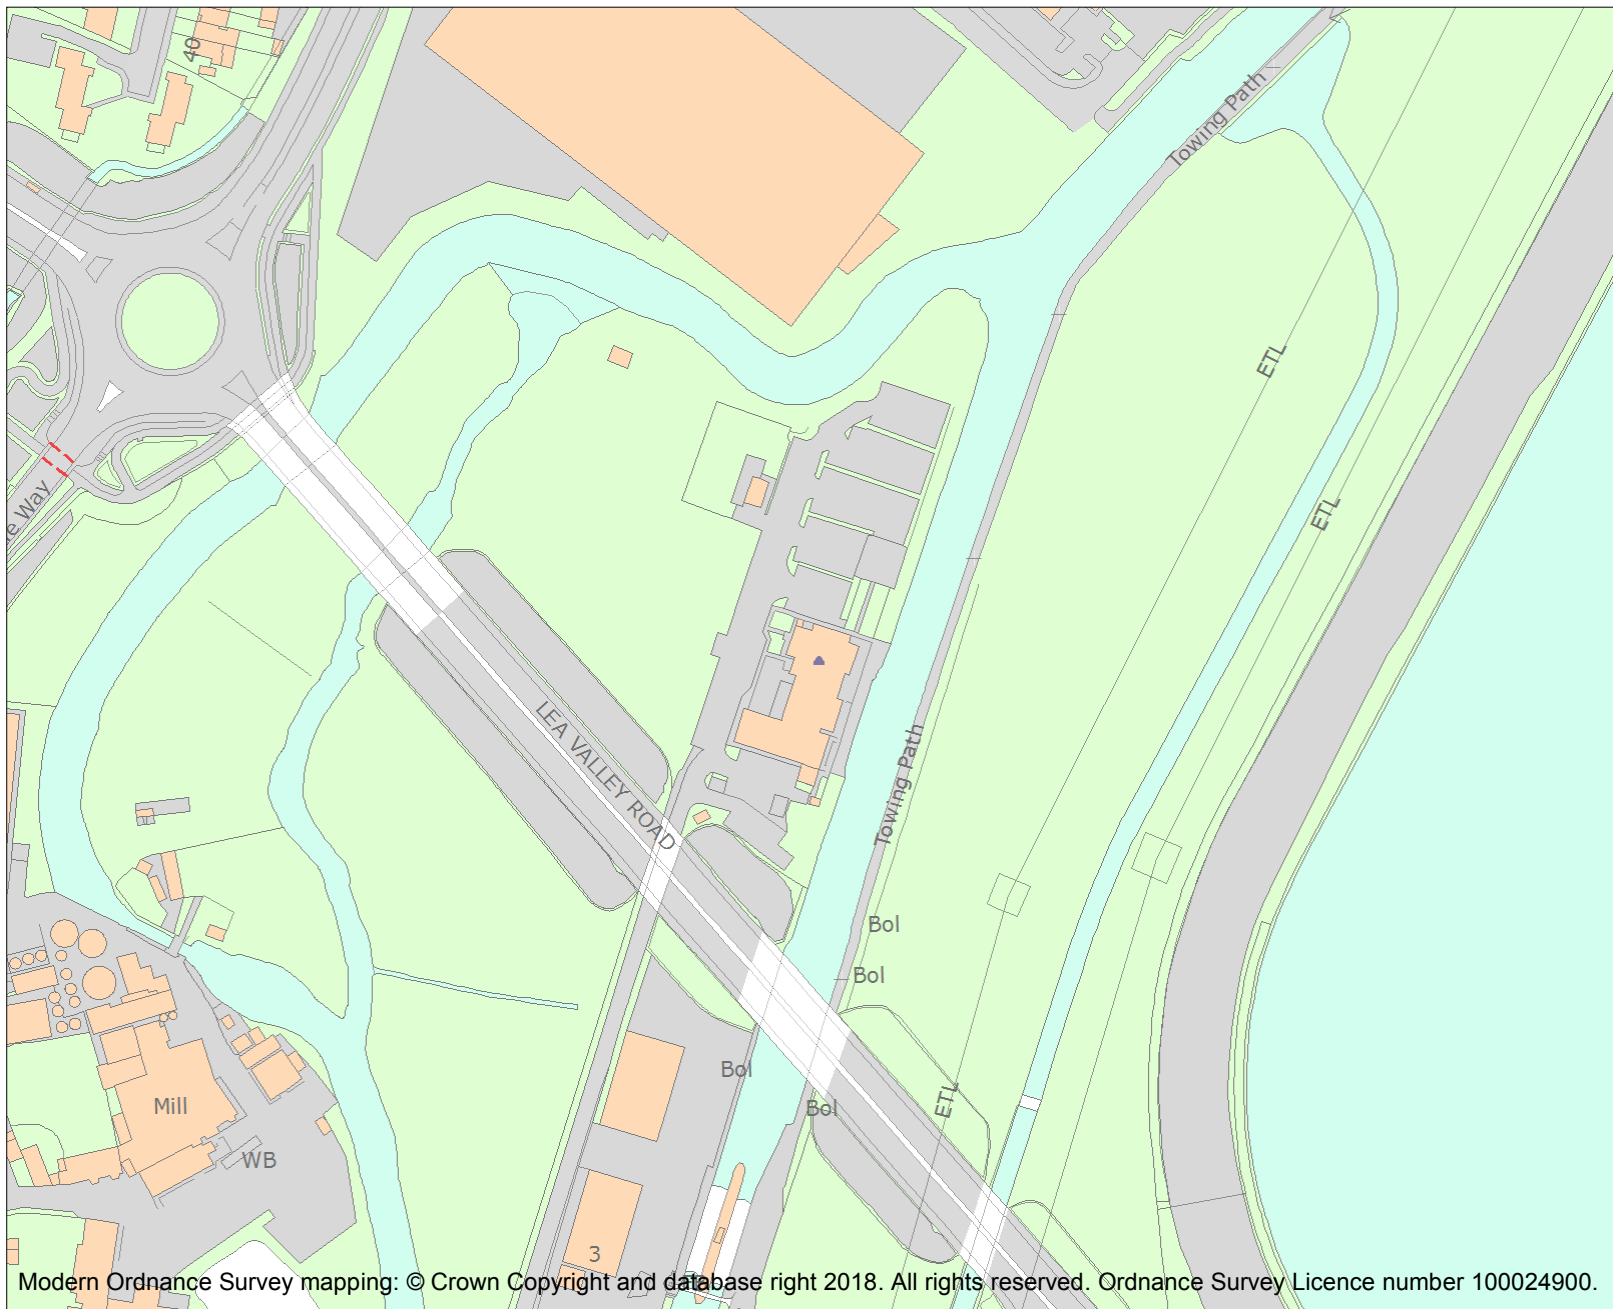 40
Towing Path
ETL
ETL
Way
LEA VALLEY ROAD
Towing Path
Bol
Bol
Bol
Bol
ETL
Mill
WB
3
Modern Ordnance Survey mapping: © Crown Copyright and database right 2018. All rights reserved. Ordnance Survey Licence number 100024900.